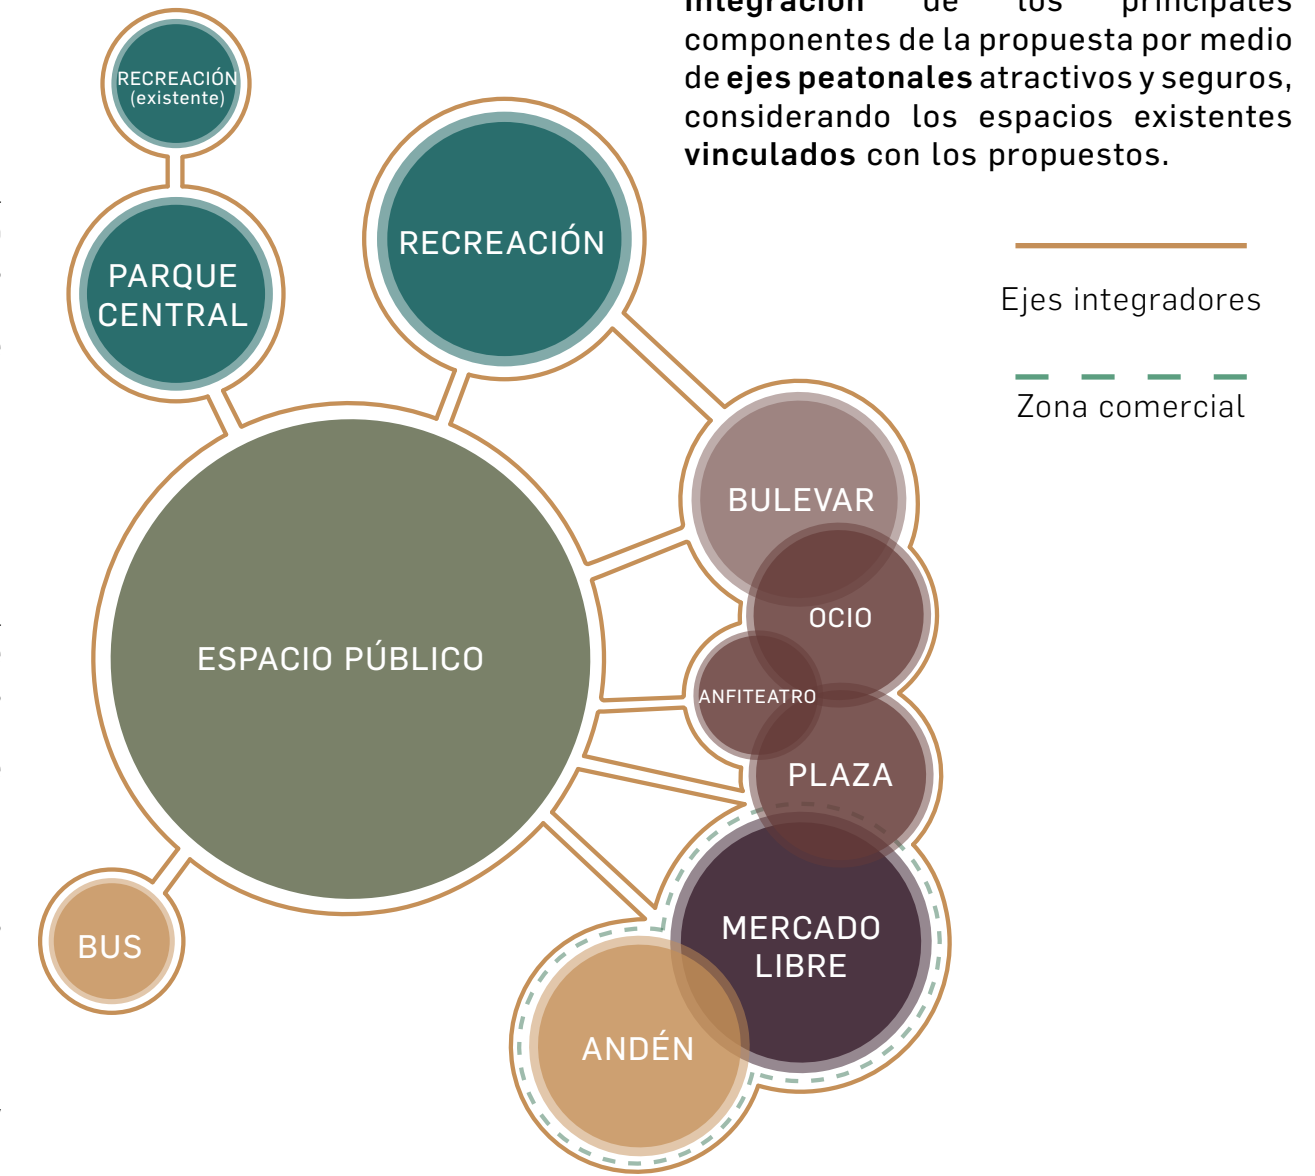 Integración de los principales
componentes de la propuesta por medio
de ejes peatonales atractivos y seguros,
considerando los espacios existentes
vinculados con los propuestos.
RECREACIÓN
(existente)
PARQUE
CENTRAL
RECREACIÓN
Ejes integradores
Zona comercial
BULEVAR
OCIO
ESPACIO PÚBLICO
ANFITEATRO
PLAZA
BUS
MERCADO
LIBRE
ANDÉN